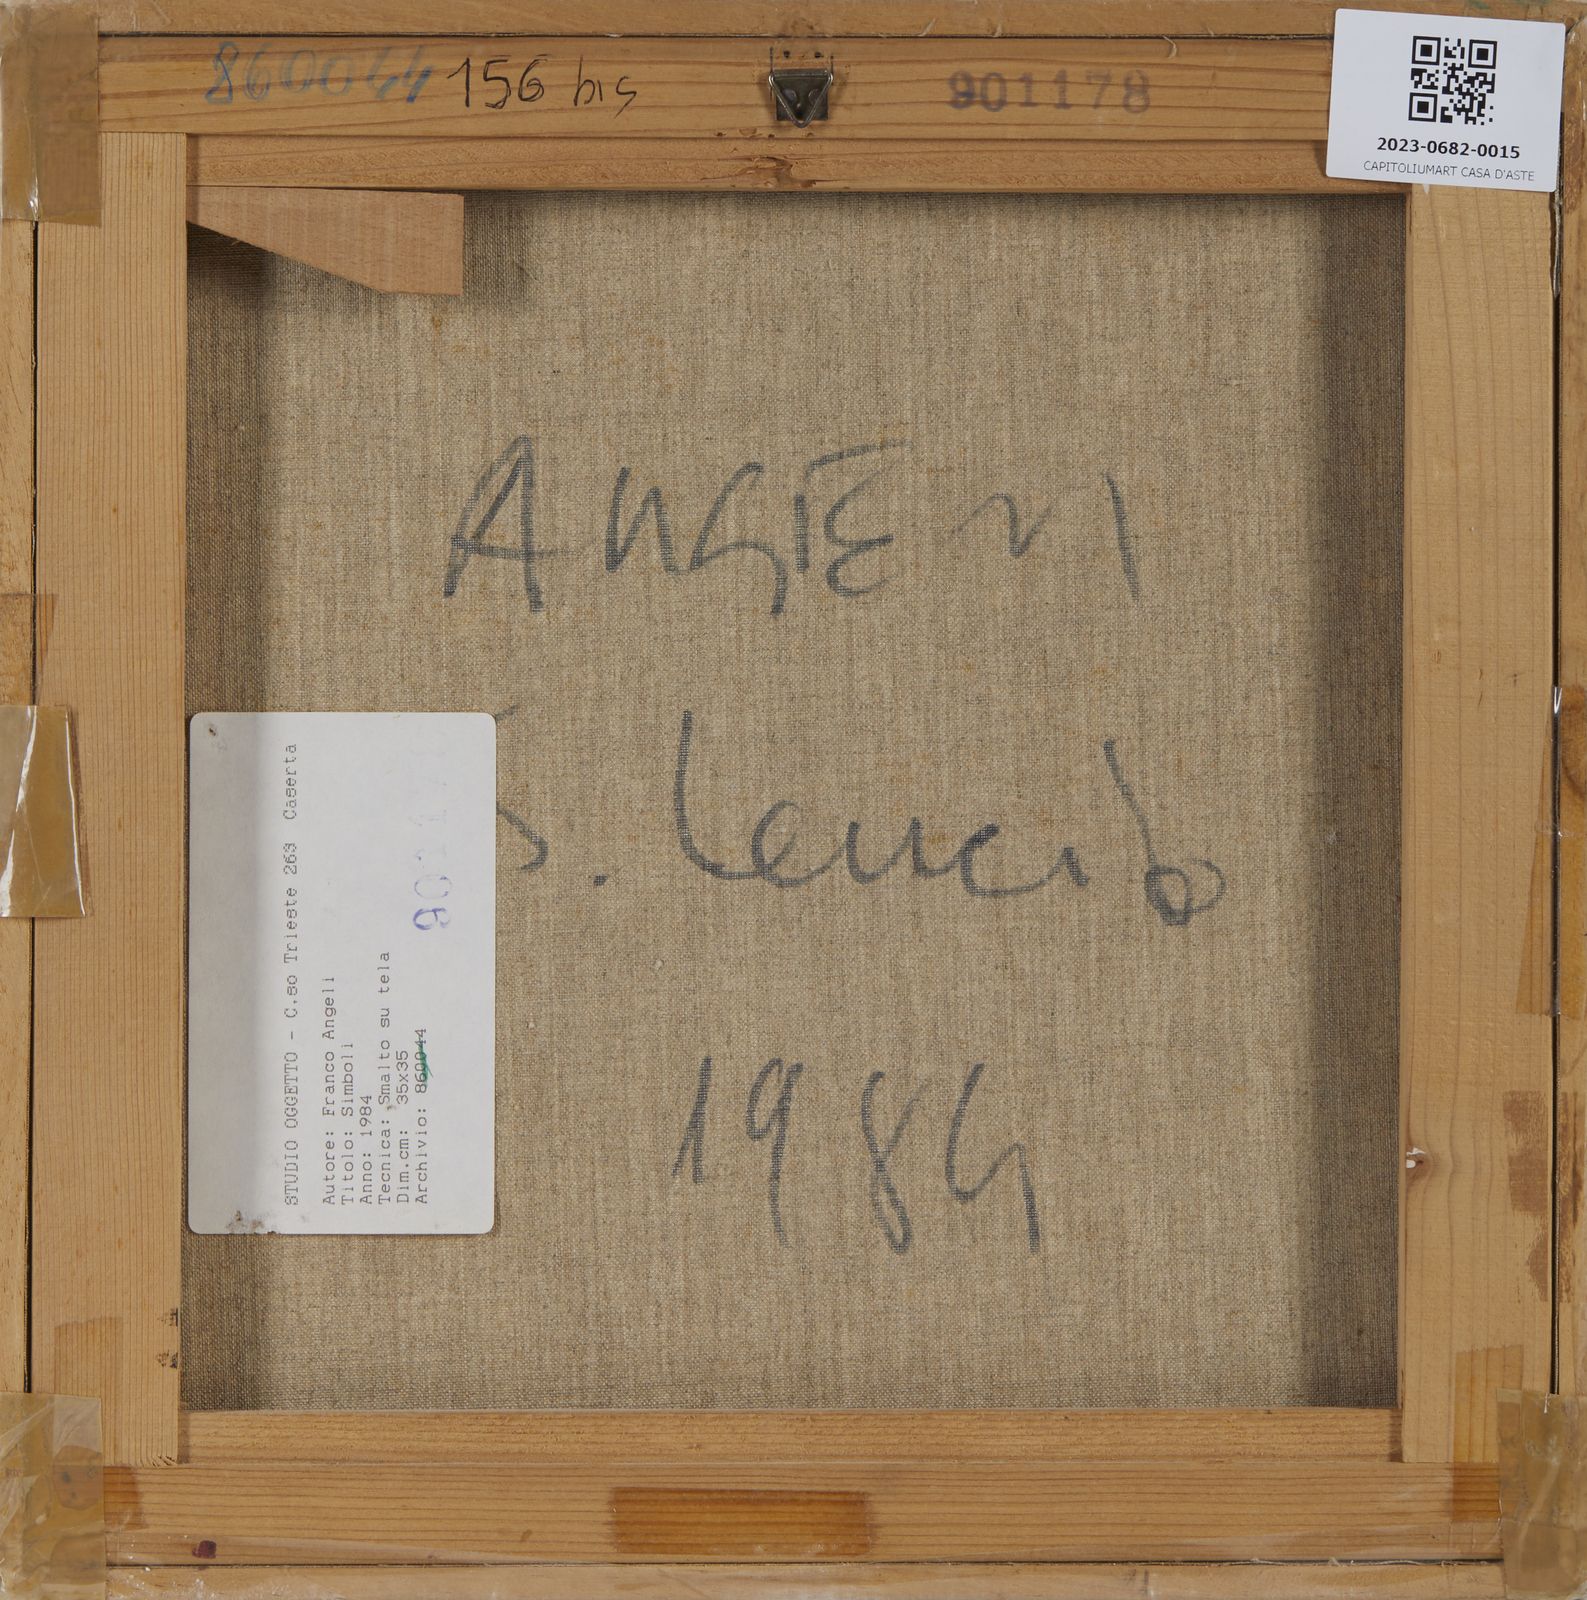 860044 156 bis
901178
2023-0682-0015
CAPITOLIUMART CASA D'ASTE
ANGELI
S. Leucio
1984
STUDIO OGGETTO - C.so Trieste 263 Caserta
Autore: Franco Angeli
Titolo: Simboli
Anno: 1984
Tecnica: Smalto su tela
Dim.cm: 35x35
Archivio: 860044